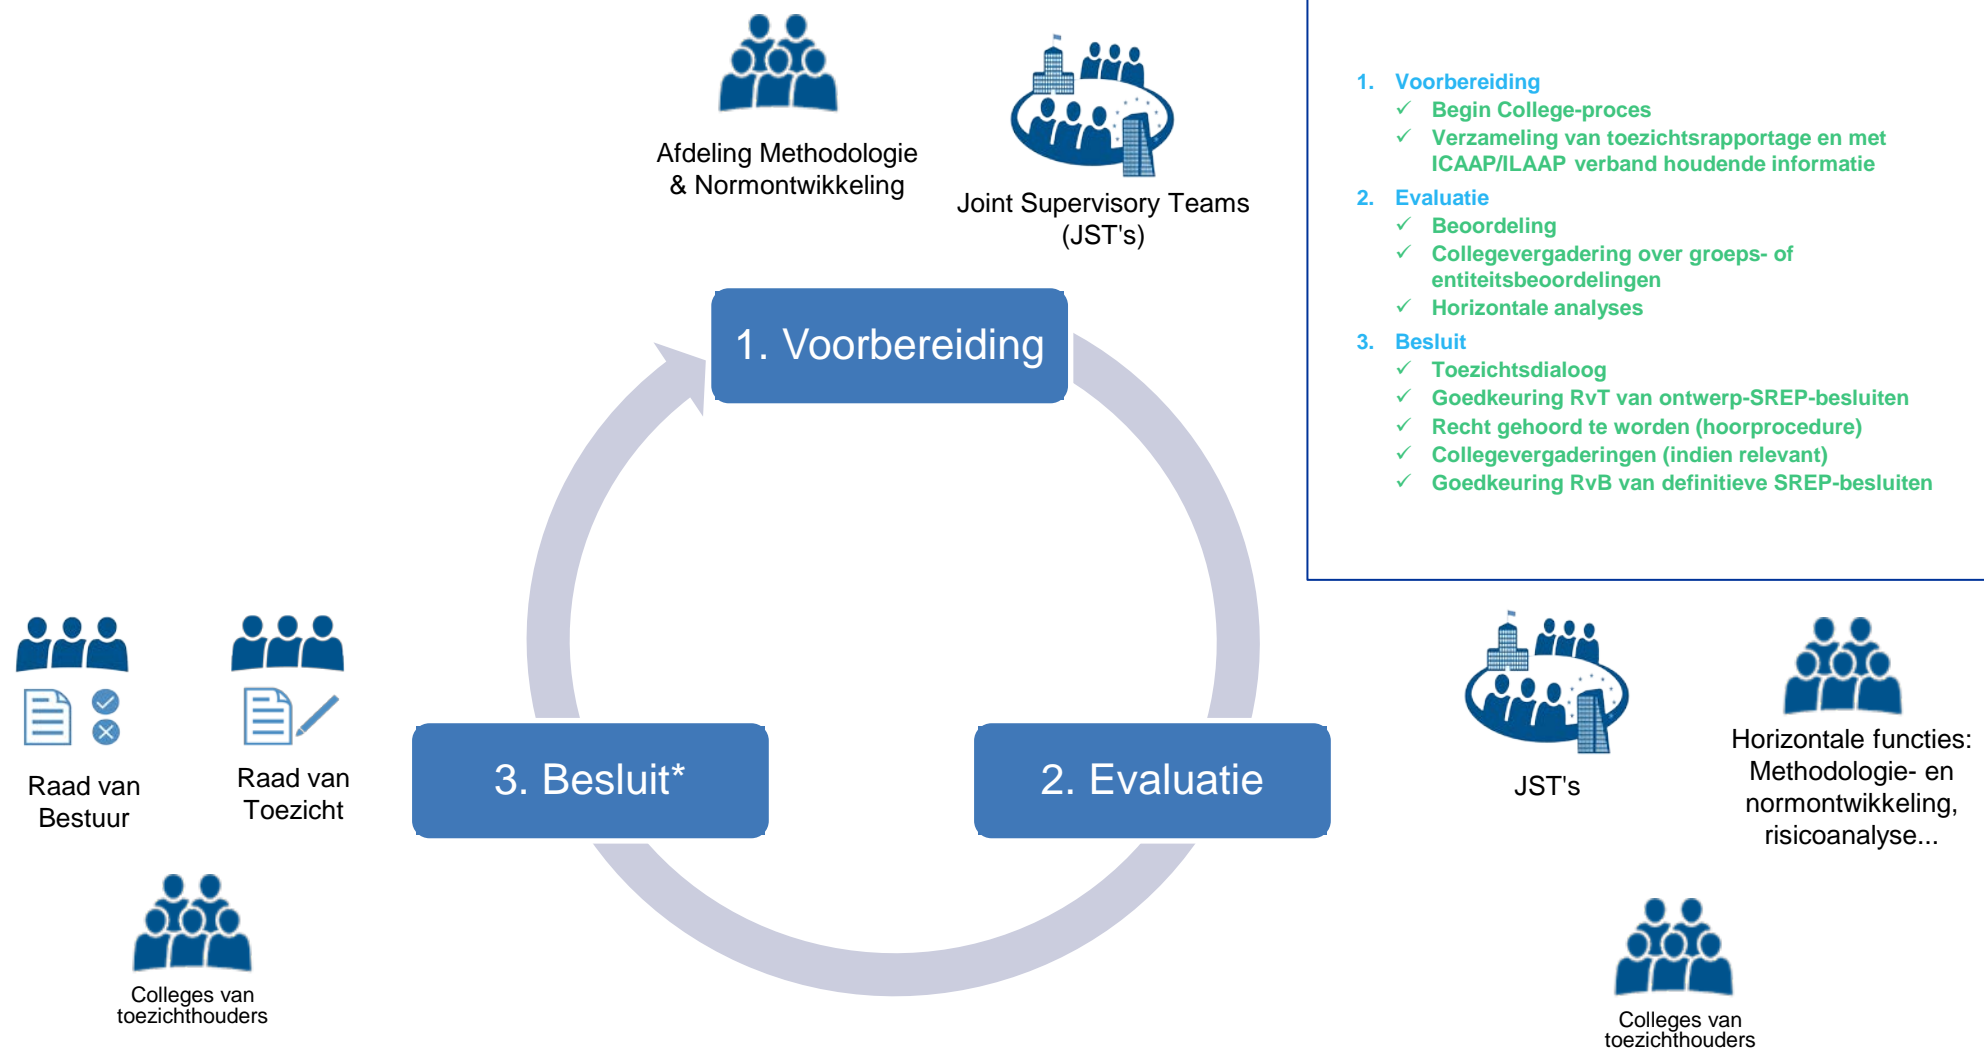 Afdeling Methodologie
& Normontwikkeling
Joint Supervisory Teams
(JST's)
1. Voorbereiding
✓ Begin College-proces
✓ Verzameling van toezichtsrapportage en met
ICAAP/ILAAP verband houdende informatie
2. Evaluatie
✓ Beoordeling
✓ Collegevergadering over groeps- of
entiteitsbeoordelingen
✓ Horizontale analyses
3. Besluit
✓ Toezichtsdialoog
✓ Goedkeuring RvT van ontwerp-SREP-besluiten
✓ Recht gehoord te worden (hoorprocedure)
✓ Collegevergaderingen (indien relevant)
✓ Goedkeuring RvB van definitieve SREP-besluiten
1. Voorbereiding
2. Evaluatie
3. Besluit*
Raad van
Bestuur
Raad van
Toezicht
Colleges van
toezichthouders
JST's
Horizontale functies:
Methodologie- en
normontwikkeling,
risicoanalyse...
Colleges van
toezichthouders